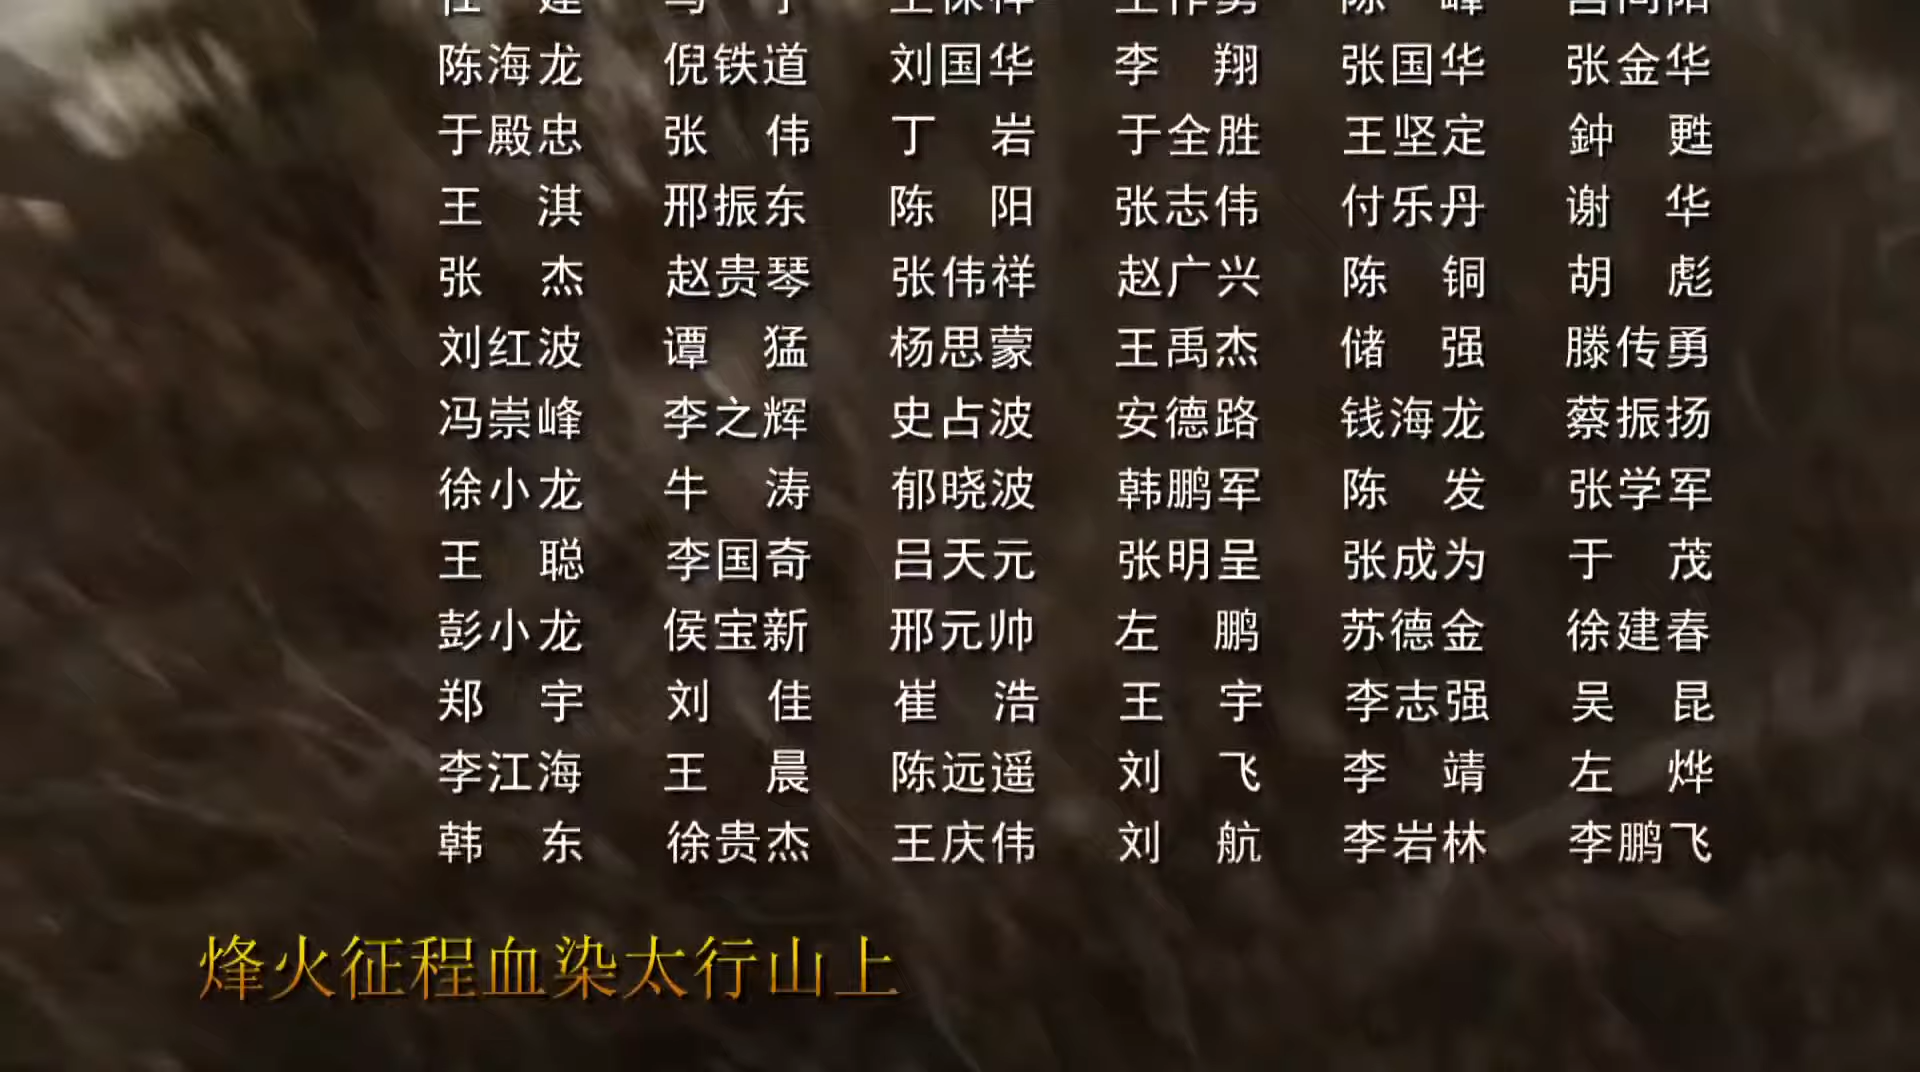 陈海龙 倪铁道 刘国华 李 翔 张国华 张金华
于殿忠 张 伟 丁 岩 于全胜 王坚定 鈡 甦
王 淇 邢振东 陈 阳 张志伟 付乐丹 谢 华
张 杰 赵贵琴 张伟祥 赵广兴 陈 铜 胡 彪
刘红波 谭 猛 杨思蒙 王禹杰 储 强 滕传勇
冯崇峰 李之辉 史占波 安德路 钱海龙 蔡振扬
徐小龙 牛 涛 郁晓波 韩鹏军 陈 发 张学军
王 聪 李国奇 吕天元 张明呈 张成为 于 茂
彭小龙 侯宝新 邢元帅 左 鹏 苏德金 徐建春
郑 宇 刘 佳 崔 浩 王 宇 李志强 吴 昆
李江海 王 晨 陈远遥 刘 飞 李 靖 左 烨
韩 东 徐贵杰 王庆伟 刘 航 李岩林 李鹏飞
烽火征程血染太行山上